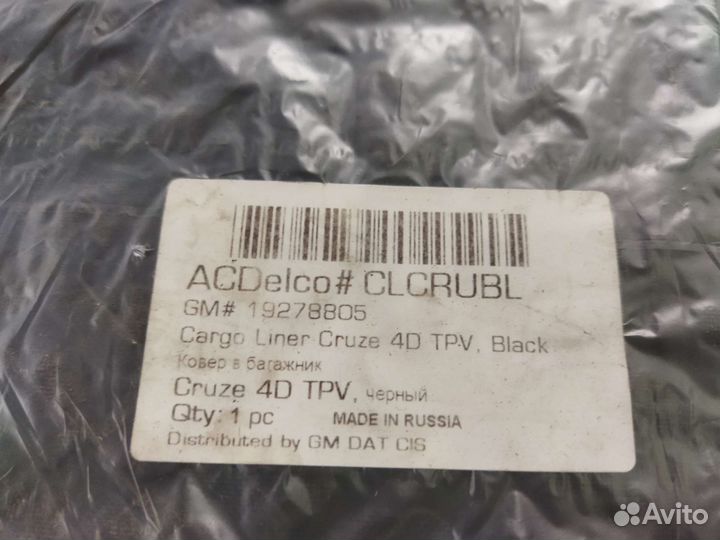 ACDelco# CLCRUBL
GM# 19278805
Cargo Liner Cruze 4D TPV, Black
Ковер в багажник
Cruze 4D TPV, черный
Qty: 1 pc MADE IN RUSSIA
Distributed by GM DAT CIS
Avito